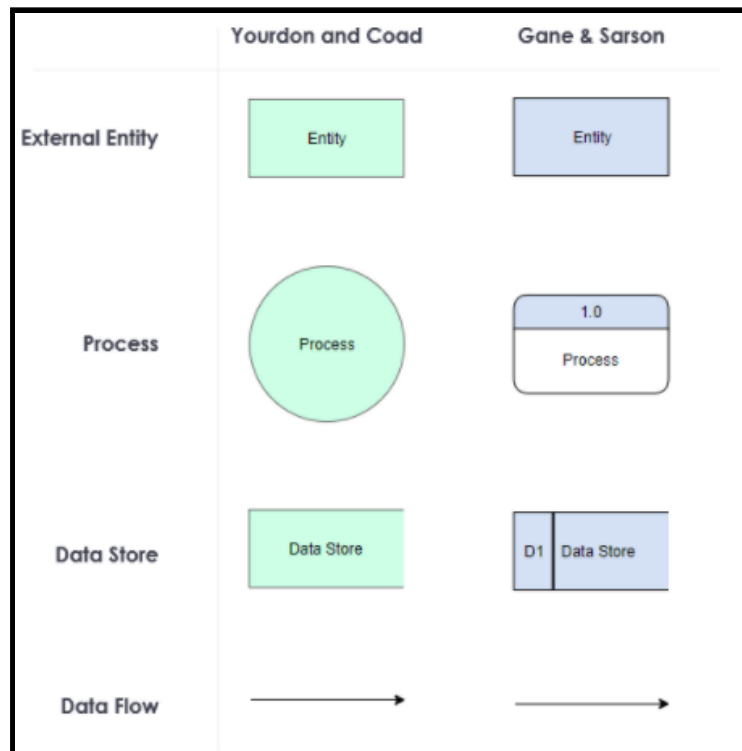 Yourdon and Coad Gane & Sarson
External Entity Entity Entity
1.0
Process Process Process
Data Store Data Store D1 Data Store
Data Flow